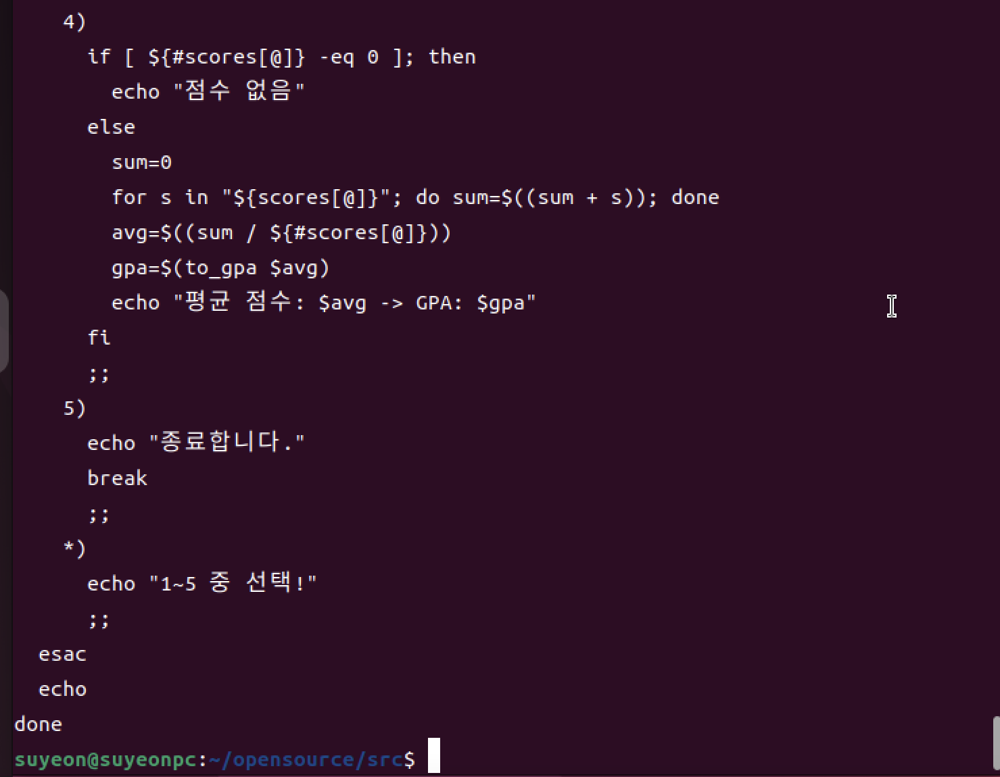 4)
if [ ${#scores[@]} -eq 0 ]; then
echo "점수 없음"
else
sum=0
for s in "${scores[@]}"; do sum=$((sum + s)); done
avg=$((sum / ${#scores[@]}))
gpa=$(to_gpa $avg)
echo "평균 점수: $avg -> GPA: $gpa"
fi
;;
5)
echo "종료합니다."
break
;;
*)
echo "1~5 중 선택!"
;;
esac
echo
done
suyeon@suyeonpc:~/opensource/src$